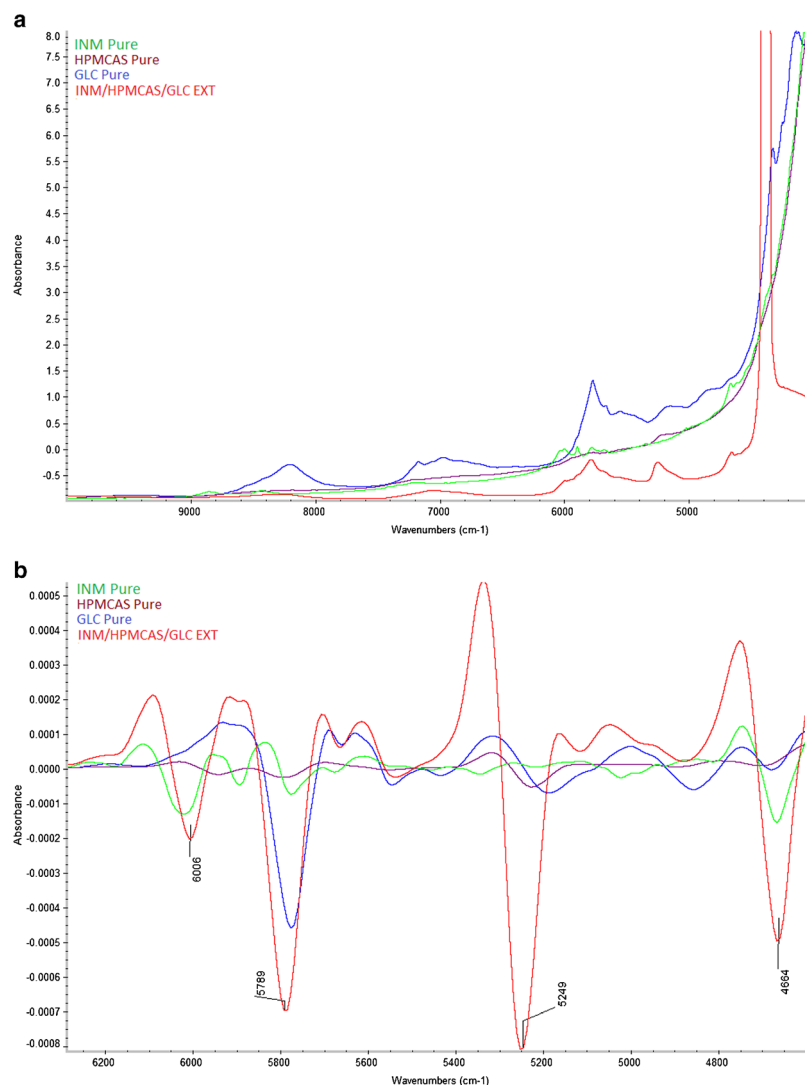 a
INM Pure
HPMCAS Pure
GLC Pure
INM/HPMCAS/GLC EXT
8.0
7.5
7.0
6.5
6.0
5.5
5.0
4.5
4.0
3.5
3.0
2.5
2.0
1.5
1.0
0.5
0.0
-0.5
Absorbance
9000 8000 7000 6000 5000
Wavenumbers (cm-1)
b
INM Pure
HPMCAS Pure
GLC Pure
INM/HPMCAS/GLC EXT
0.0005
0.0004
0.0003
0.0002
0.0001
0.0000
-0.0001
-0.0002
-0.0003
-0.0004
-0.0005
-0.0006
-0.0007
-0.0008
Absorbance
6006
5789
5249
4664
6200 6000 5800 5600 5400 5200 5000 4800
Wavenumbers (cm-1)